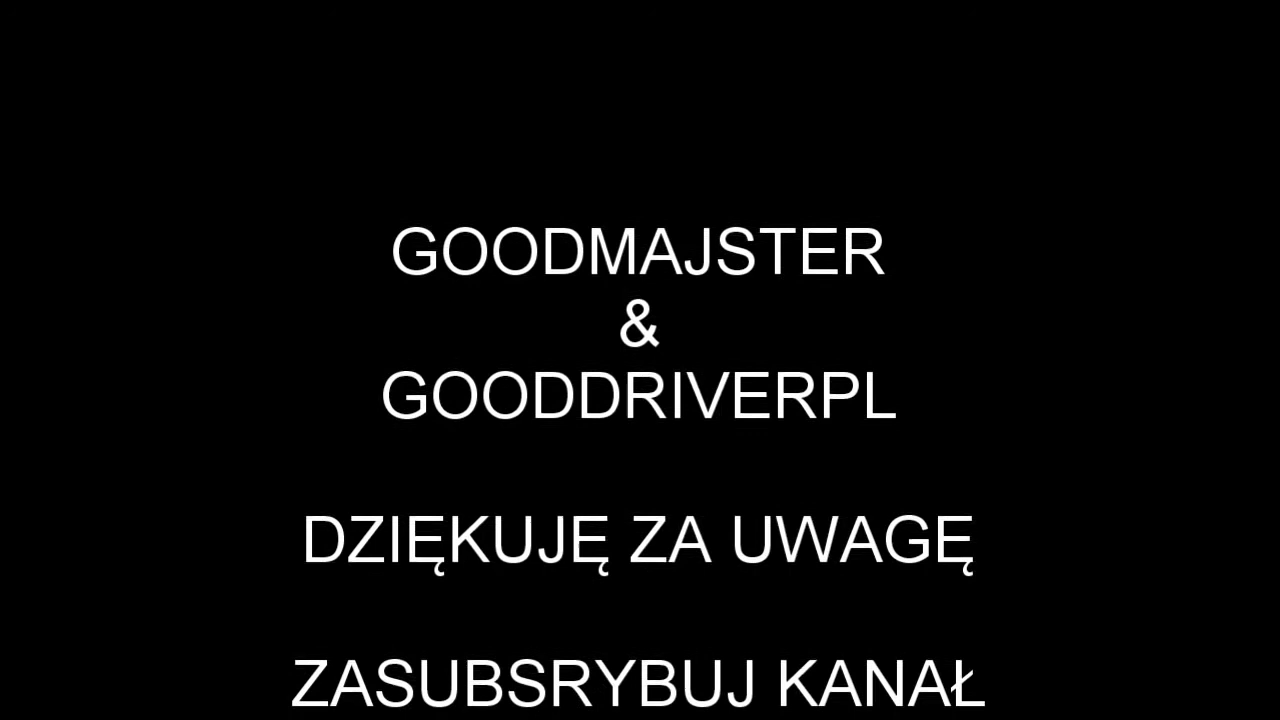 GOODMAJSTER
&
GOODDRIVERPL
DZIĘKUJĘ ZA UWAGĘ
ZASUBSRYBUJ KANAŁ